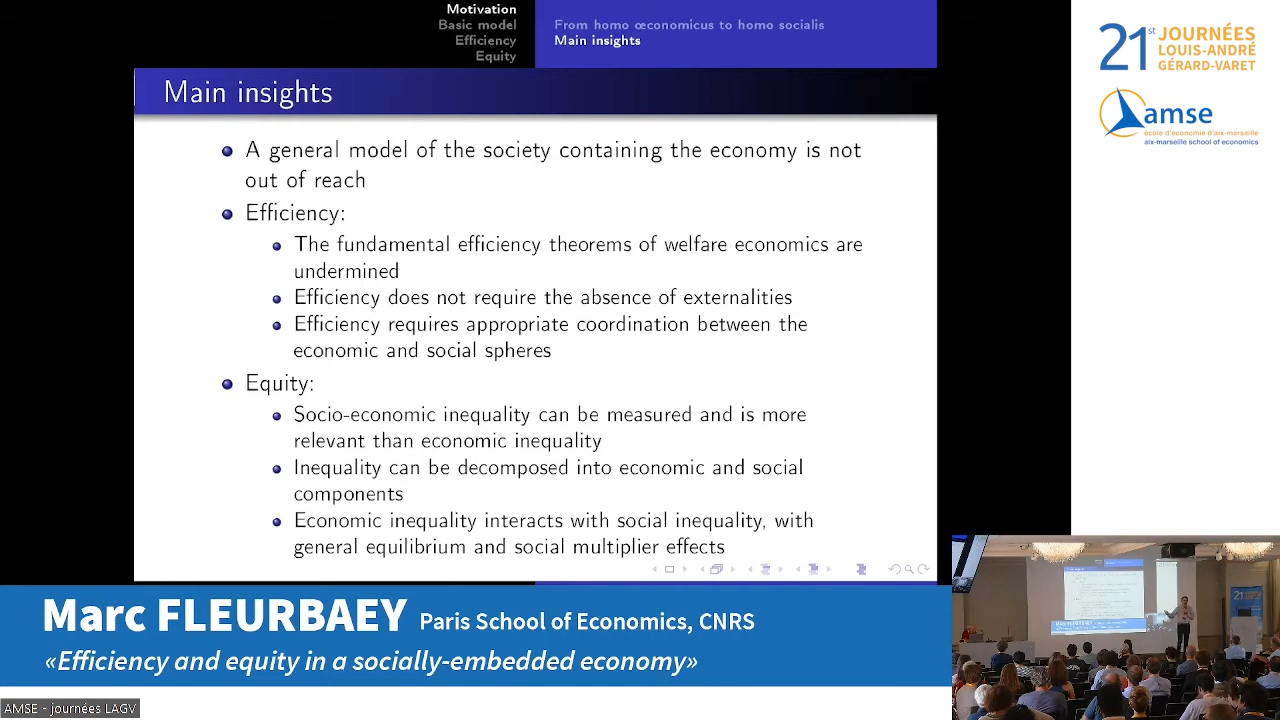 Motivation
Basic model
Efficiency
Equity
From homo œconomicus to homo socialis
Main insights
Main insights
A general model of the society containing the economy is not
out of reach
Efficiency:
The fundamental efficiency theorems of welfare economics are
undermined
Efficiency does not require the absence of externalities
Efficiency requires appropriate coordination between the
economic and social spheres
Equity:
Socio-economic inequality can be measured and is more
relevant than economic inequality
Inequality can be decomposed into economic and social
components
Economic inequality interacts with social inequality, with
general equilibrium and social multiplier effects
21st JOURNÉES
LOUIS-ANDRÉ
GÉRARD-VARET
amse
école d'économie d'aix-marseille
aix-marseille school of economics
Marc FLEURBAEY Paris School of Economics, CNRS
«Efficiency and equity in a socially-embedded economy»
AMSE - journées LAGV